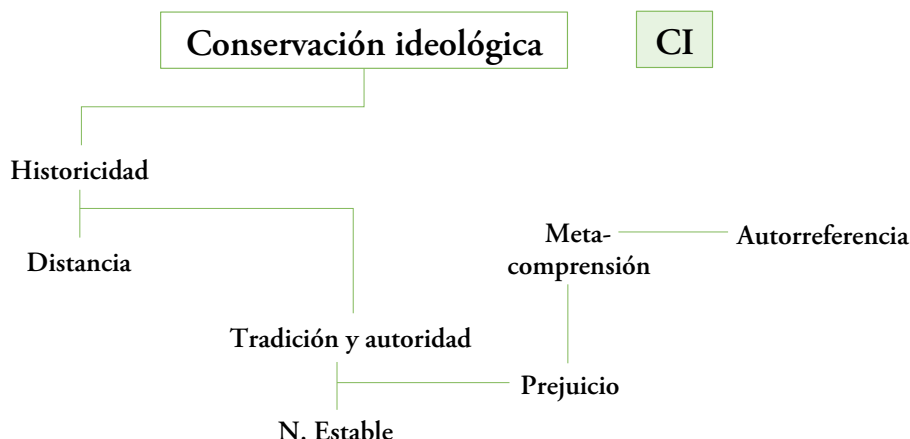 Conservación ideológica
CI
Historicidad
Distancia
Meta-
comprensión
Autorreferencia
Tradición y autoridad
Prejuicio
N. Estable